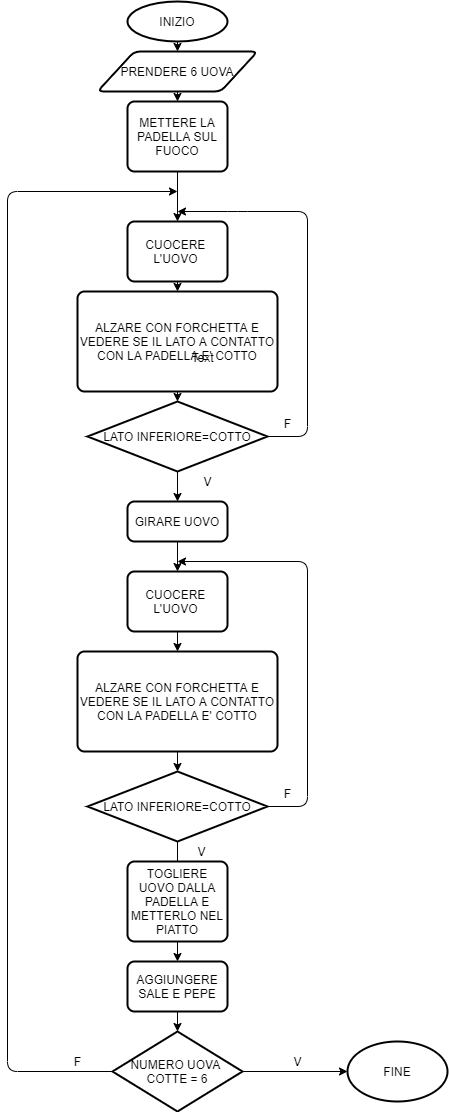 INIZIO
PRENDERE 6 UOVA
METTERE LA
PADELLA SUL
FUOCO
CUOCERE
L'UOVO
ALZARE CON FORCHETTA E
VEDERE SE IL LATO A CONTATTO
CON LA PADELLA E' COTTO
Text
LATO INFERIORE=COTTO
F
V
GIRARE UOVO
CUOCERE
L'UOVO
ALZARE CON FORCHETTA E
VEDERE SE IL LATO A CONTATTO
CON LA PADELLA E' COTTO
LATO INFERIORE=COTTO
F
V
TOGLIERE
UOVO DALLA
PADELLA E
METTERLO NEL
PIATTO
AGGIUNGERE
SALE E PEPE
F
NUMERO UOVA
COTTE = 6
V
FINE